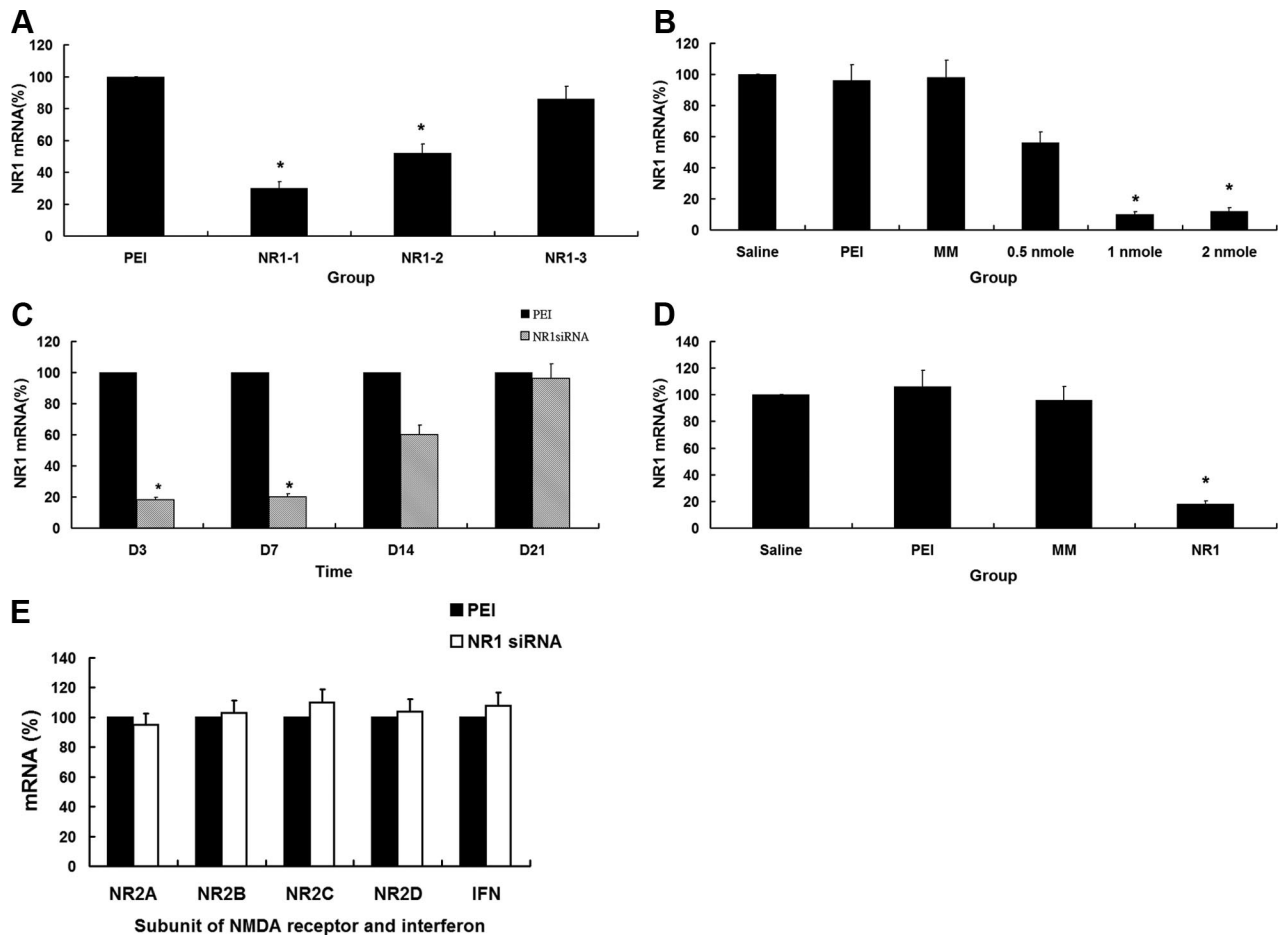 A
NR1 mRNA(%)
120
100
80
60
40
20
0
*
*
PEI NR1-1 NR1-2 NR1-3
Group
B
NR1 mRNA(%)
120
100
80
60
40
20
0
*
*
Saline PEI MM 0.5 nmole 1 nmole 2 nmole
Group
C
PEI
NR1siRNA
NR1 mRNA(%)
120
100
80
60
40
20
0
*
*
D3 D7 D14 D21
Time
D
NR1 mRNA(%)
140
120
100
80
60
40
20
0
*
Saline PEI MM NR1
Group
E
PEI
NR1 siRNA
mRNA (%)
140
120
100
80
60
40
20
0
NR2A NR2B NR2C NR2D IFN
Subunit of NMDA receptor and interferon